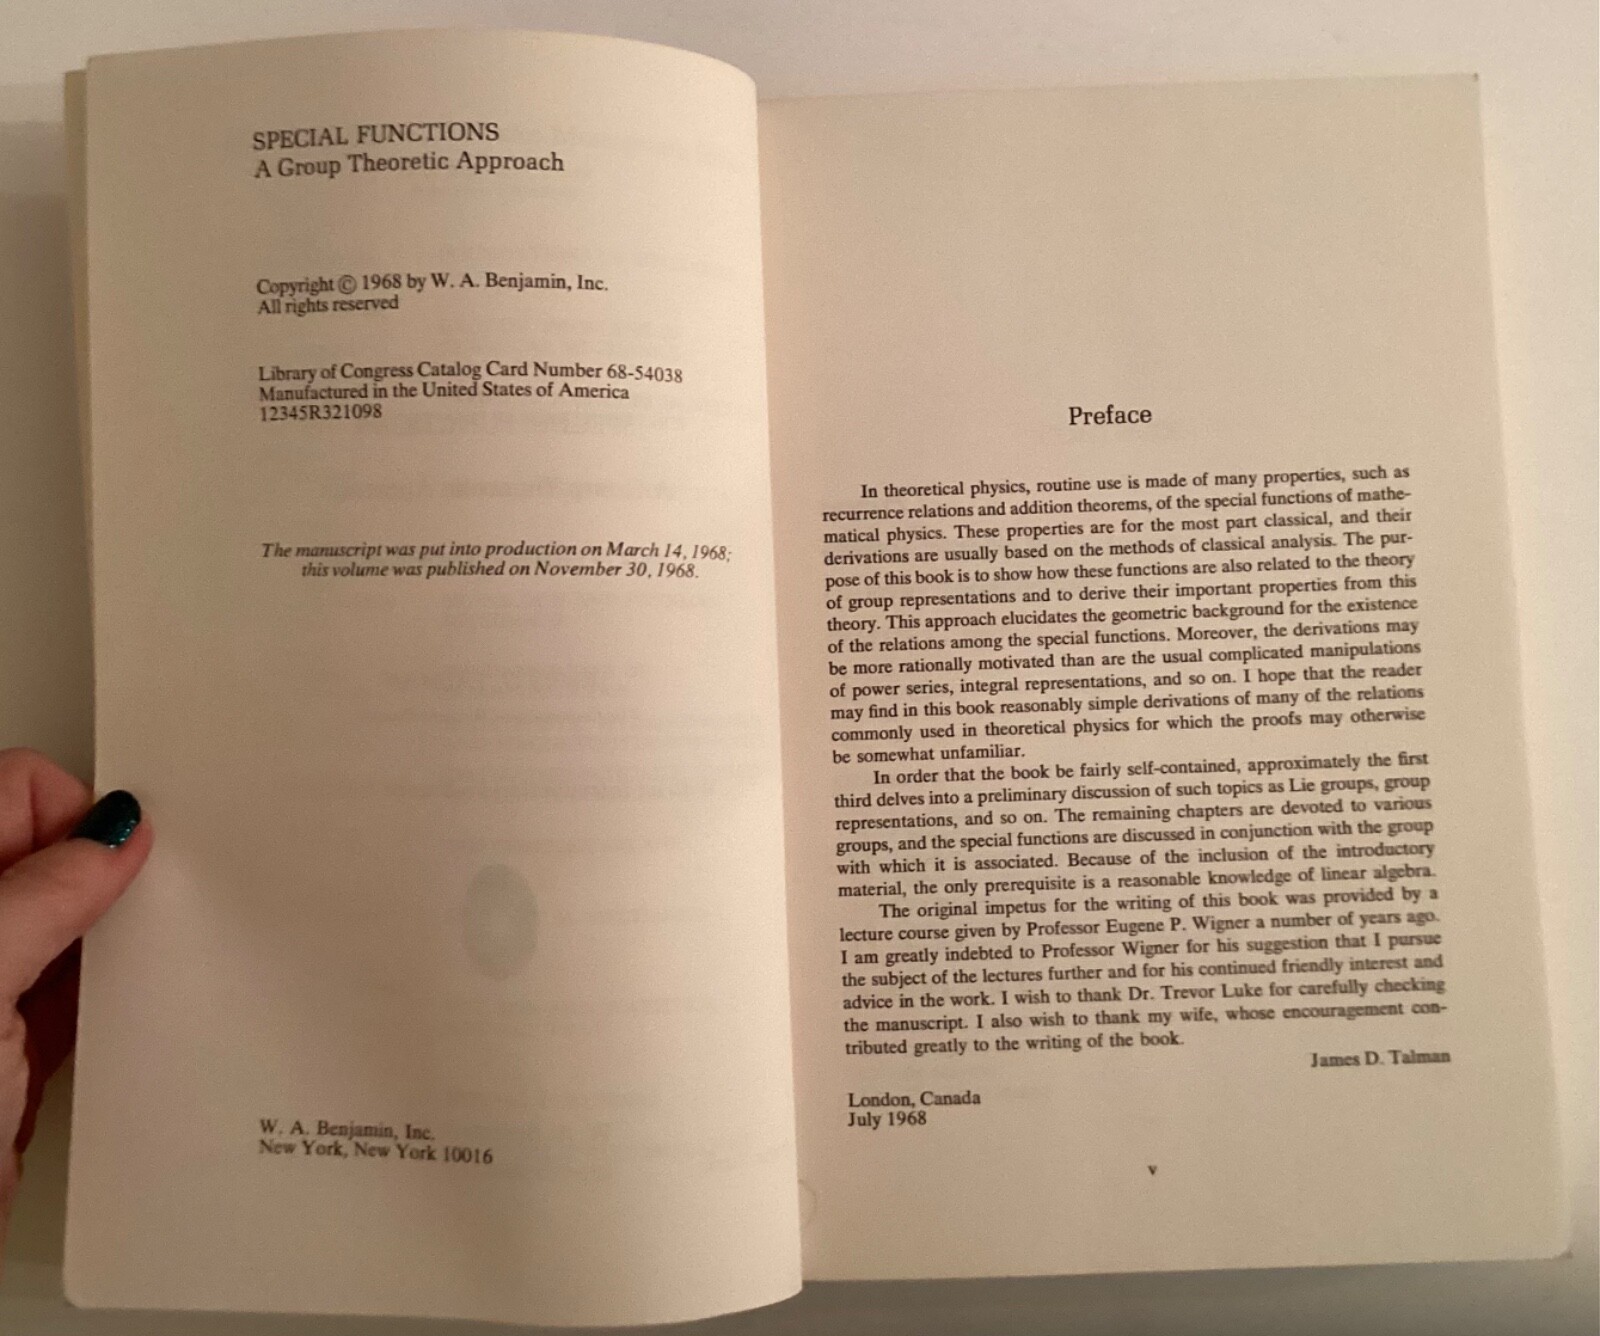 SPECIAL FUNCTIONS
A Group Theoretic Approach
Copyright © 1968 by W. A. Benjamin, Inc.
All rights reserved
Library of Congress Catalog Card Number 68-54038
Manufactured in the United States of America
12345R321098
The manuscript was put into production on March 14, 1968;
this volume was published on November 30, 1968.
W. A. Benjamin, Inc.
New York, New York 10016
Preface
In theoretical physics, routine use is made of many properties, such as
recurrence relations and addition theorems, of the special functions of mathe-
matical physics. These properties are for the most part classical, and their
derivations are usually based on the methods of classical analysis. The pur-
pose of this book is to show how these functions are also related to the theory
of group representations and to derive their important properties from this
theory. This approach elucidates the geometric background for the existence
of the relations among the special functions. Moreover, the derivations may
be more rationally motivated than are the usual complicated manipulations
of power series, integral representations, and so on. I hope that the reader
may find in this book reasonably simple derivations of many of the relations
commonly used in theoretical physics for which the proofs may otherwise
be somewhat unfamiliar.
In order that the book be fairly self-contained, approximately the first
third delves into a preliminary discussion of such topics as Lie groups, group
representations, and so on. The remaining chapters are devoted to various
groups, and the special functions are discussed in conjunction with the group
with which it is associated. Because of the inclusion of the introductory
material, the only prerequisite is a reasonable knowledge of linear algebra.
The original impetus for the writing of this book was provided by a
lecture course given by Professor Eugene P. Wigner a number of years ago.
I am greatly indebted to Professor Wigner for his suggestion that I pursue
the subject of the lectures further and for his continued friendly interest and
advice in the work. I wish to thank Dr. Trevor Luke for carefully checking
the manuscript. I also wish to thank my wife, whose encouragement con-
tributed greatly to the writing of the book.
James D. Talman
London, Canada
July 1968
v